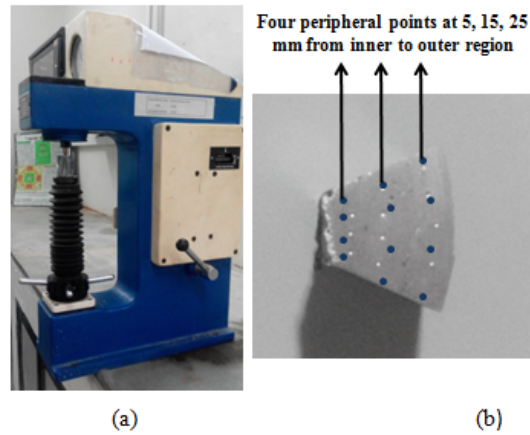 Four peripheral points at 5, 15, 25
mm from inner to outer region
(a)
(b)